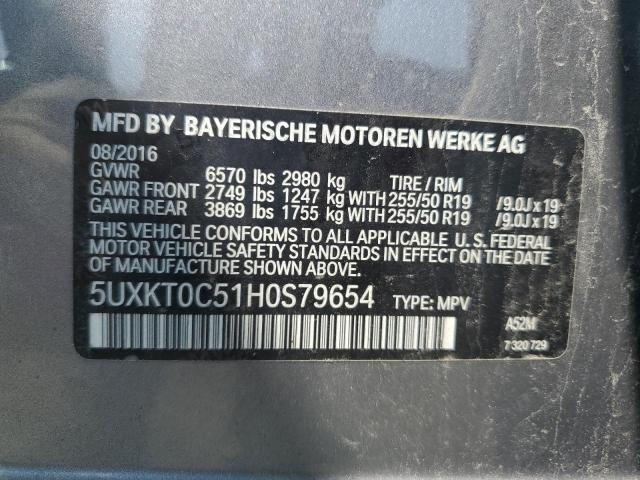 MFD BY BAYERISCHE MOTOREN WERKE AG
08/2016
GVWR 6570 lbs 2980 kg TIRE / RIM
GAWR FRONT 2749 lbs 1247 kg WITH 255/50 R19 /9.0J x 19
GAWR REAR 3869 lbs 1755 kg WITH 255/50 R19 /9.0J x 19
THIS VEHICLE CONFORMS TO ALL APPLICABLE U.S. FEDERAL
MOTOR VEHICLE SAFETY STANDARDS IN EFFECT ON THE DATE
OF MANUFACTURE SHOWN ABOVE.
5UXKT0C51H0S79654 TYPE: MPV
A52M
7 320 729